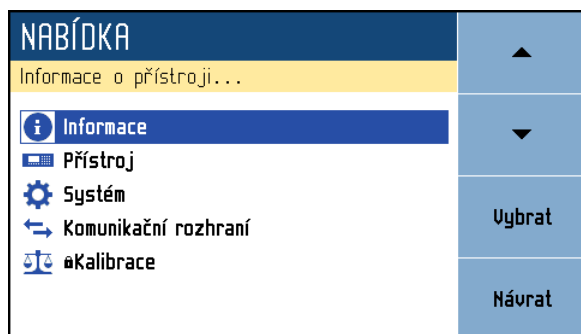 NABÍDKA
Informace o přístroji...
Informace
Přístroj
Systém
Komunikační rozhraní
Kalibrace
Vybrat
Návrat